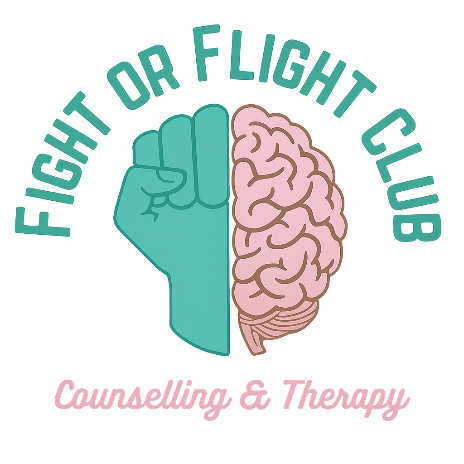 FIGHT OR FLIGHT CLUB
Counselling & Therapy